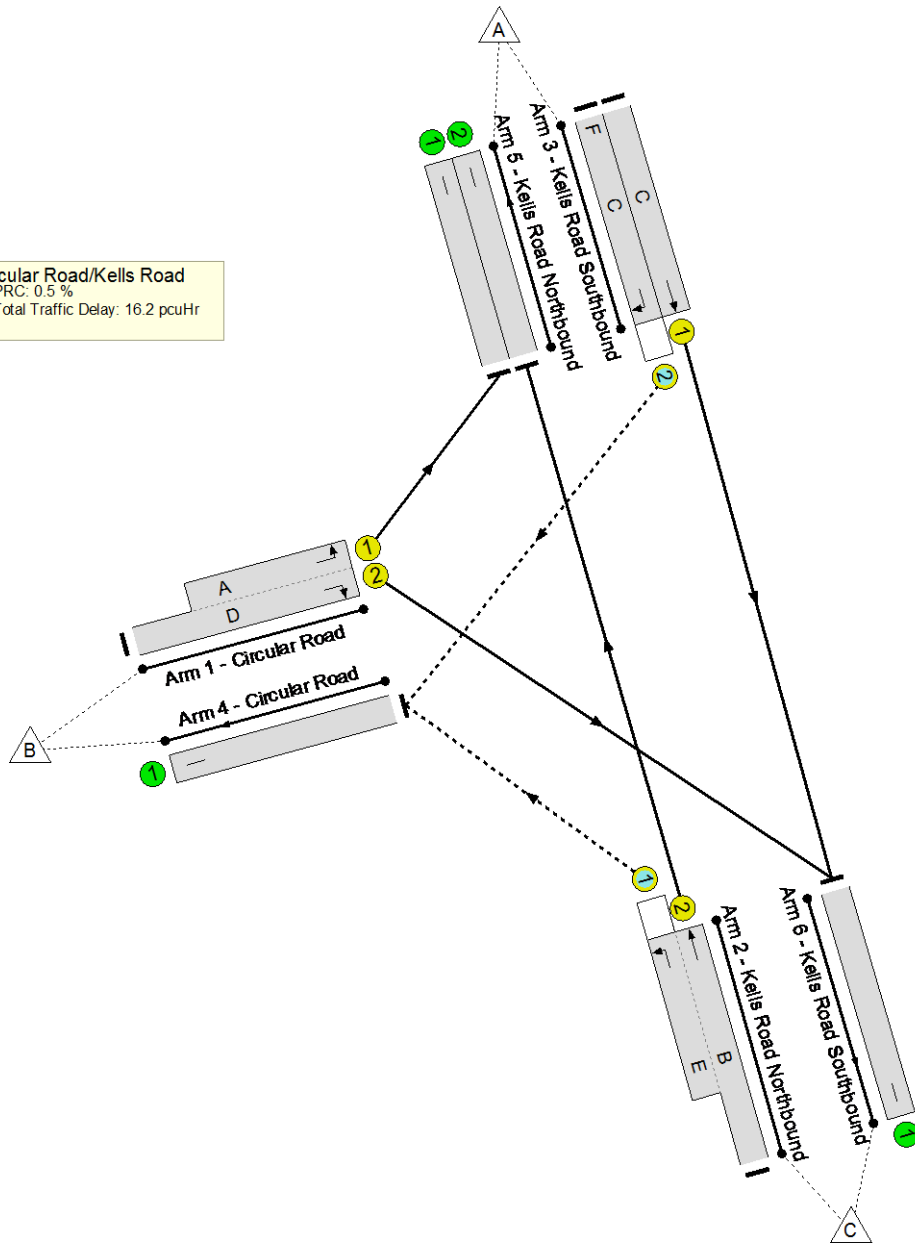 A
Arm 5 - Kells Road Northbound
Arm 3 - Kells Road Southbound
1
2
F
C
C
cular Road/Kells Road
PRC: 0.5 %
Total Traffic Delay: 16.2 pcuHr
1
2
1
2
A
D
Arm 1 - Circular Road
Arm 4 - Circular Road
B
1
1
2
Arm 2 - Kells Road Northbound
Arm 6 - Kells Road Southbound
B
E
1
C